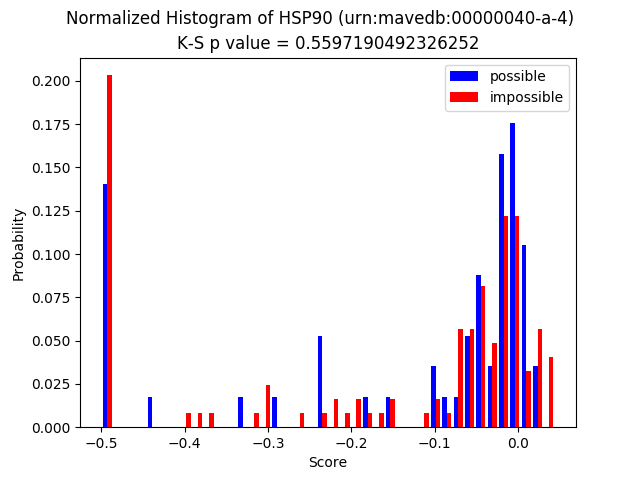 Normalized Histogram of HSP90 (urn:mavedb:00000040-a-4)
K-S p value = 0.5597190492326252
possible
impossible
0.200
0.175
0.150
0.125
0.100
0.075
0.050
0.025
0.000
Probability
−0.5 −0.4 −0.3 −0.2 −0.1 0.0
Score